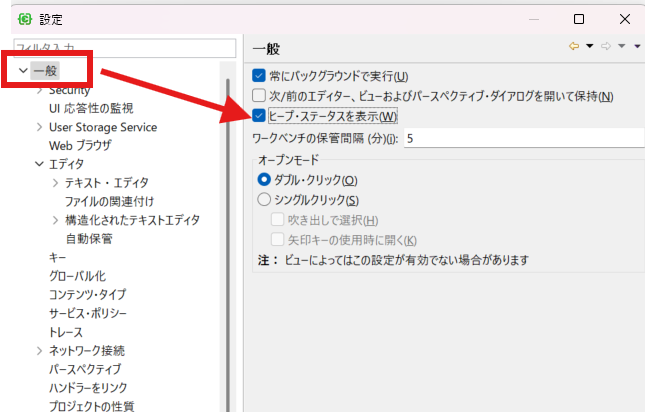 設定
フィルタ入力
一般
Security
UI 応答性の監視
User Storage Service
Web ブラウザ
エディタ
テキスト・エディタ
ファイルの関連付け
構造化されたテキストエディタ
自動保管
キー
グローバル化
コンテンツ・タイプ
サービス・ポリシー
トレース
ネットワーク接続
パースペクティブ
ハンドラーをリンク
プロジェクトの性質
一般
常にバックグラウンドで実行(U)
次/前のエディター、ビューおよびパースペクティブ・ダイアログを開いて保持(N)
ヒープ・ステータスを表示(W)
ワークベンチの保管間隔 (分)(i): 5
オープンモード
ダブル・クリック(O)
シングルクリック(S)
吹き出しで選択(H)
矢印キーの使用時に開く(K)
注： ビューによってはこの設定が有効でない場合があります